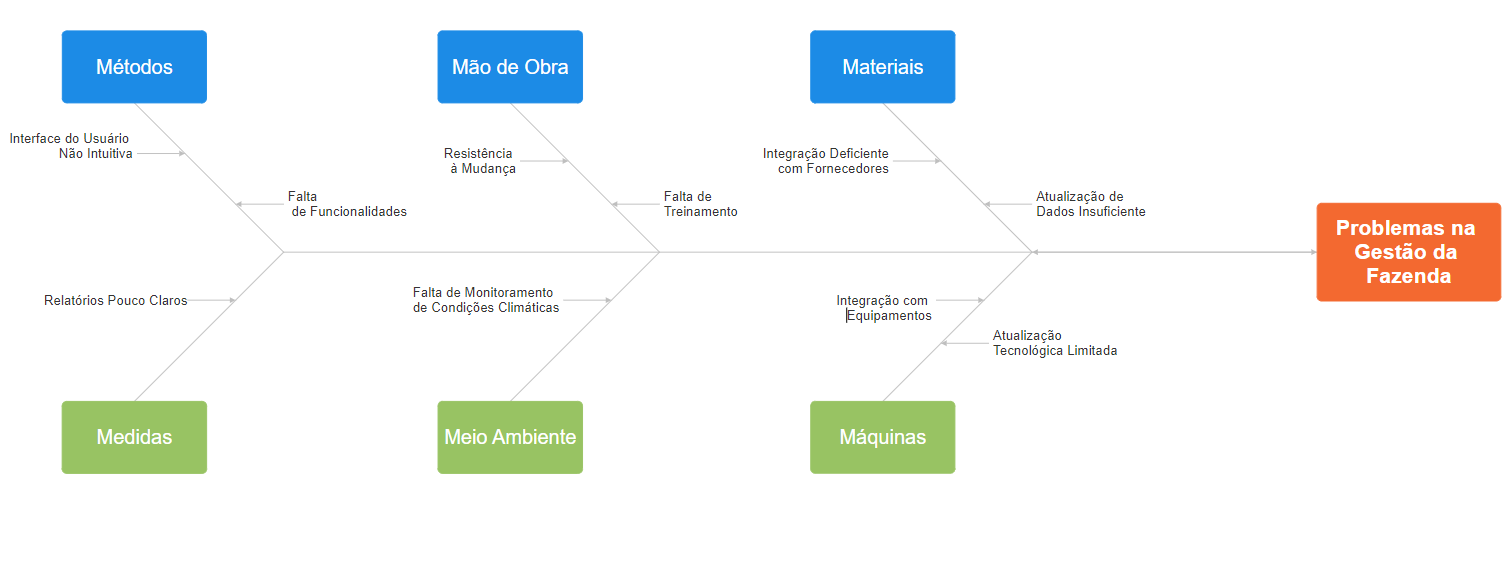 Métodos
Mão de Obra
Materiais
Interface do Usuário
Não Intuitiva
Resistência
à Mudança
Integração Deficiente
com Fornecedores
Falta
de Funcionalidades
Falta de
Treinamento
Atualização de
Dados Insuficiente
Problemas na
Gestão da
Fazenda
Relatórios Pouco Claros
Falta de Monitoramento
de Condições Climáticas
Integração com
Equipamentos
Atualização
Tecnológica Limitada
Medidas
Meio Ambiente
Máquinas